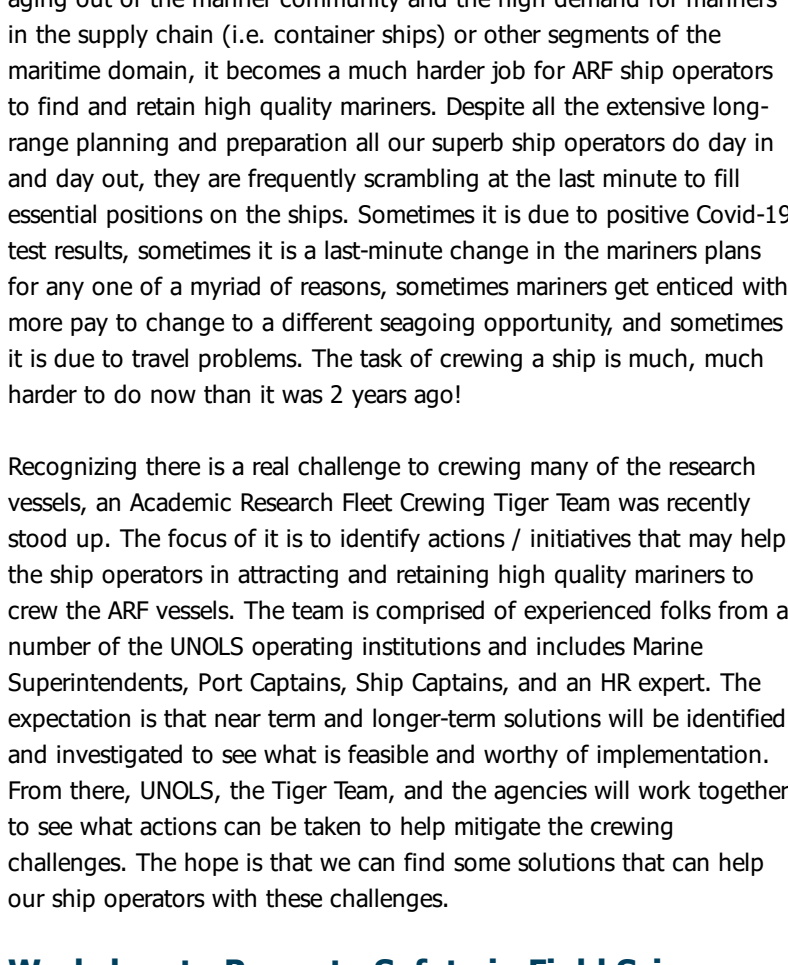 aging out of the mariner community and the high demand for mariners
in the supply chain (i.e. container ships) or other segments of the
maritime domain, it becomes a much harder job for ARF ship operators
to find and retain high quality mariners. Despite all the extensive long-
range planning and preparation all our superb ship operators do day in
and day out, they are frequently scrambling at the last minute to fill
essential positions on the ships. Sometimes it is due to positive Covid-19
test results, sometimes it is a last-minute change in the mariners plans
for any one of a myriad of reasons, sometimes mariners get enticed with
more pay to change to a different seagoing opportunity, and sometimes
it is due to travel problems. The task of crewing a ship is much, much
harder to do now than it was 2 years ago!
Recognizing there is a real challenge to crewing many of the research
vessels, an Academic Research Fleet Crewing Tiger Team was recently
stood up. The focus of it is to identify actions / initiatives that may help
the ship operators in attracting and retaining high quality mariners to
crew the ARF vessels. The team is comprised of experienced folks from a
number of the UNOLS operating institutions and includes Marine
Superintendents, Port Captains, Ship Captains, and an HR expert. The
expectation is that near term and longer-term solutions will be identified
and investigated to see what is feasible and worthy of implementation.
From there, UNOLS, the Tiger Team, and the agencies will work together
to see what actions can be taken to help mitigate the crewing
challenges. The hope is that we can find some solutions that can help
our ship operators with these challenges.